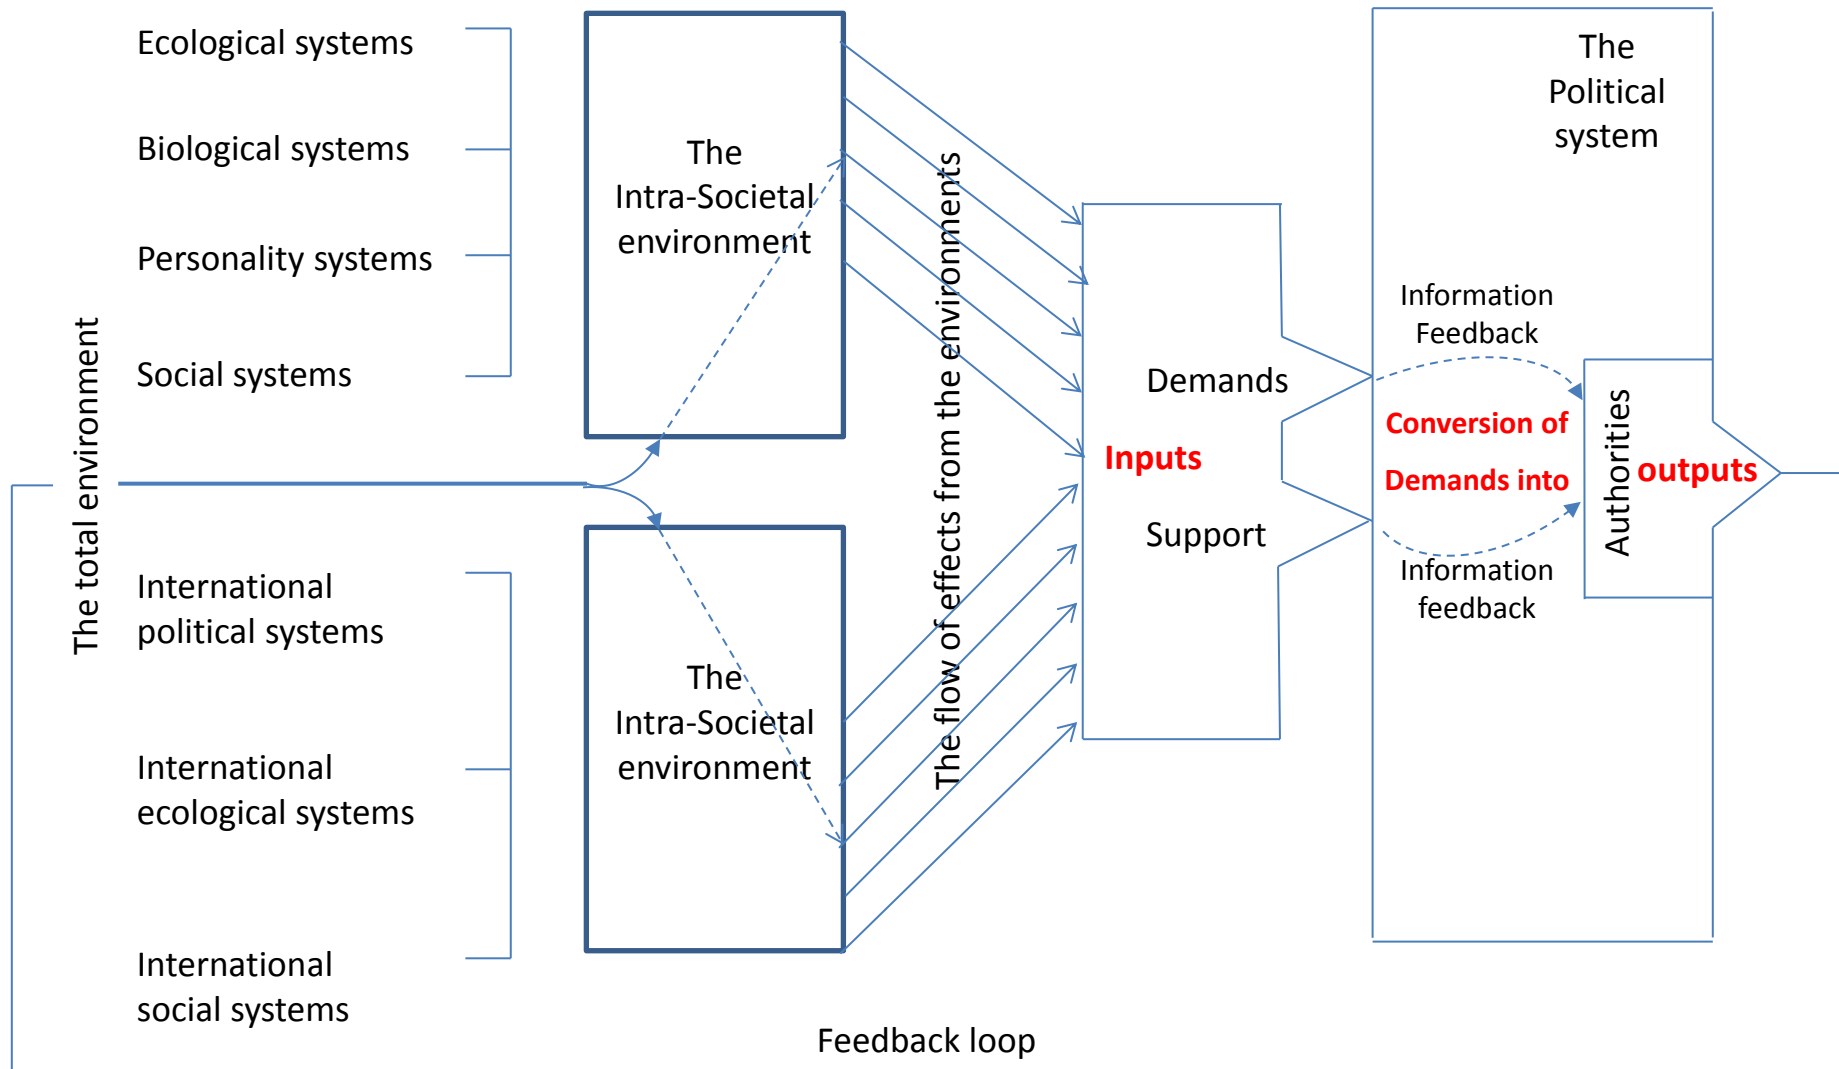 The total environment
Ecological systems
Biological systems
Personality systems
Social systems
International
political systems
International
ecological systems
International
social systems
The
Intra-Societal
environment
The
Intra-Societal
environment
The flow of effects from the environments
Demands
Inputs
Support
The
Political
system
Information
Feedback
Conversion of
Demands into
Information
feedback
Authorities
outputs
Feedback loop